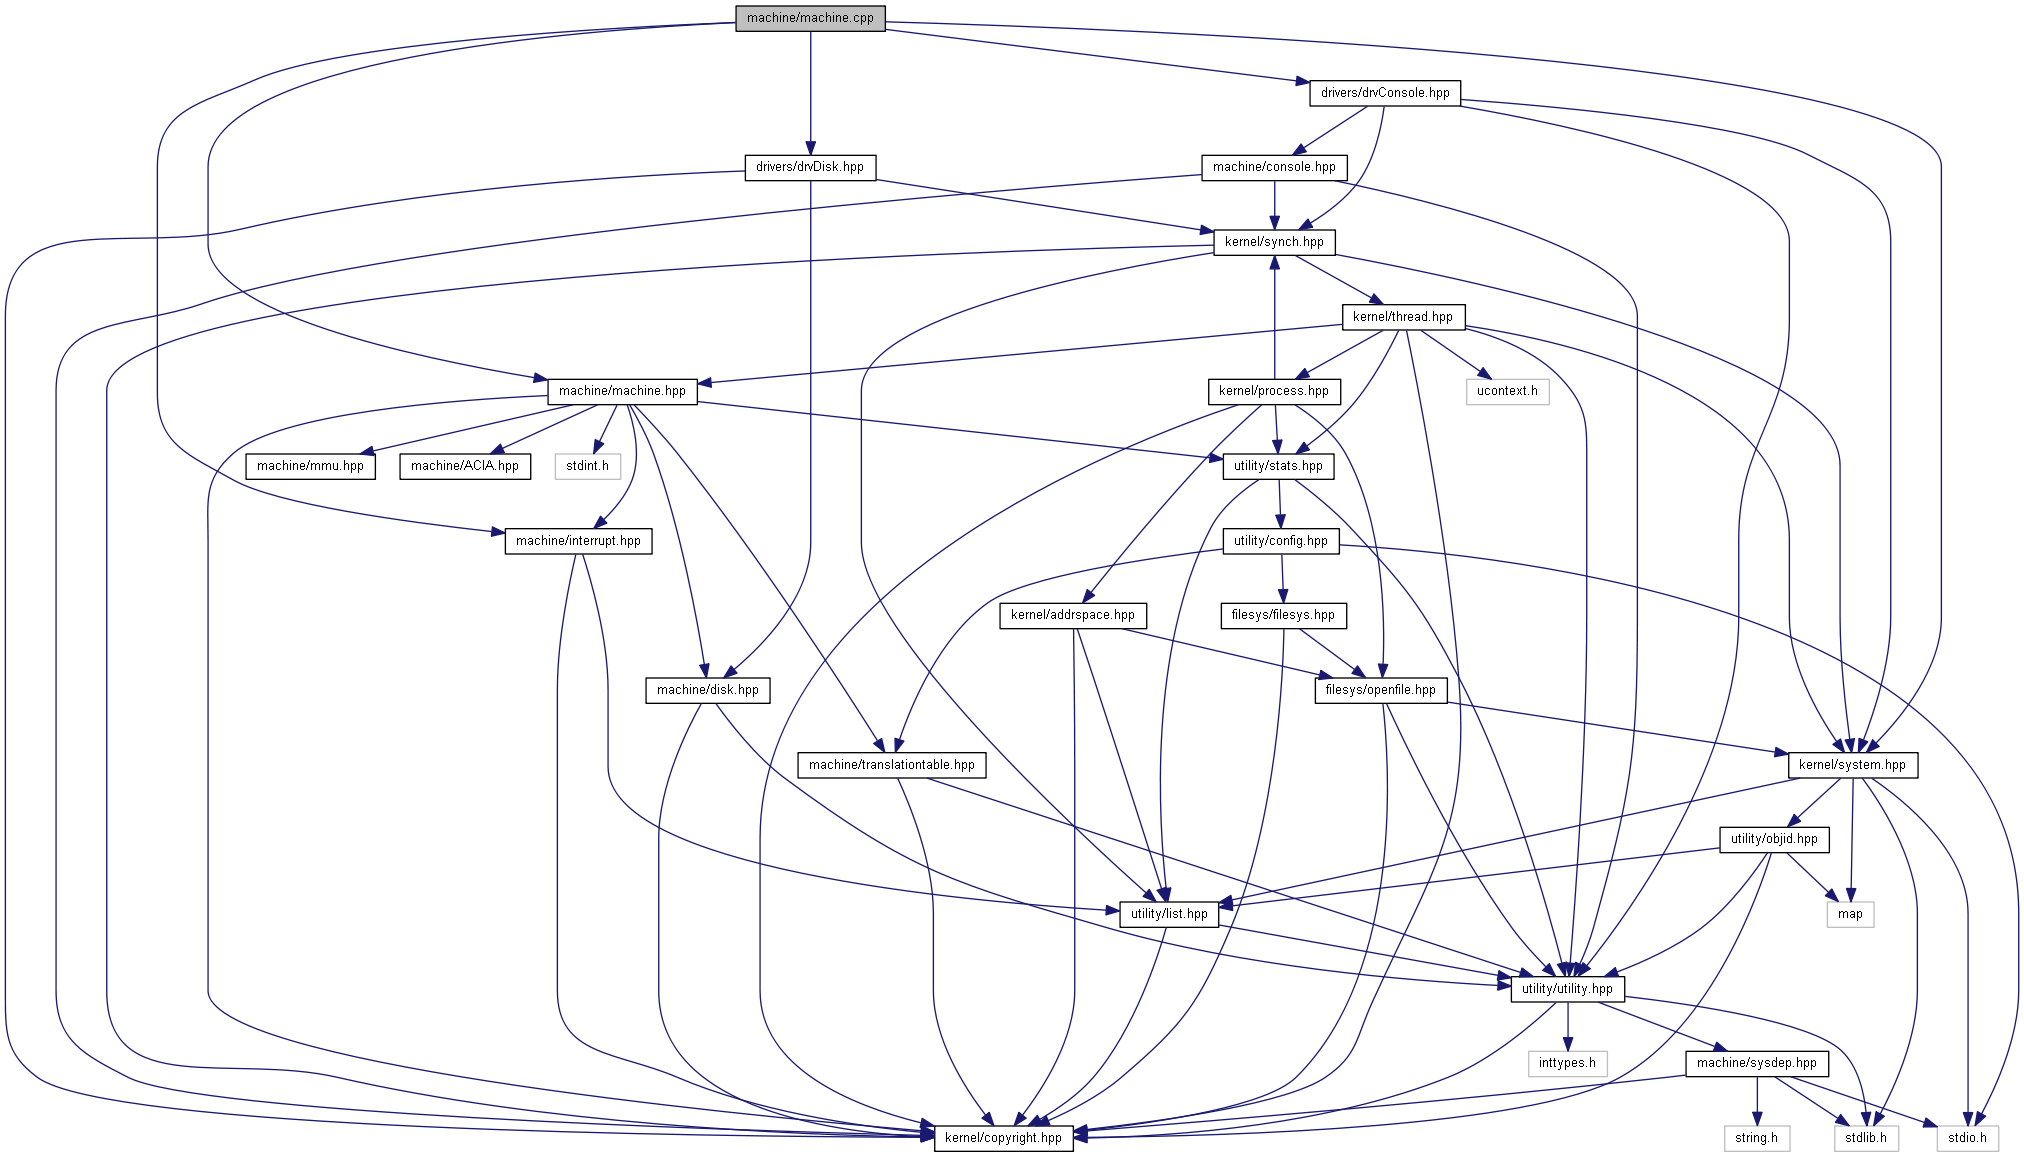 machine/machine.cpp
drivers/drvConsole.hpp
drivers/drvDisk.hpp
machine/console.hpp
kernel/synch.hpp
kernel/thread.hpp
machine/machine.hpp
kernel/process.hpp
ucontext.h
machine/mmu.hpp
machine/ACIA.hpp
stdint.h
utility/stats.hpp
machine/interrupt.hpp
utility/config.hpp
kernel/addrspace.hpp
filesys/filesys.hpp
machine/disk.hpp
filesys/openfile.hpp
machine/translationtable.hpp
kernel/system.hpp
utility/objid.hpp
utility/list.hpp
map
utility/utility.hpp
inttypes.h
machine/sysdep.hpp
kernel/copyright.hpp
string.h
stdlib.h
stdio.h